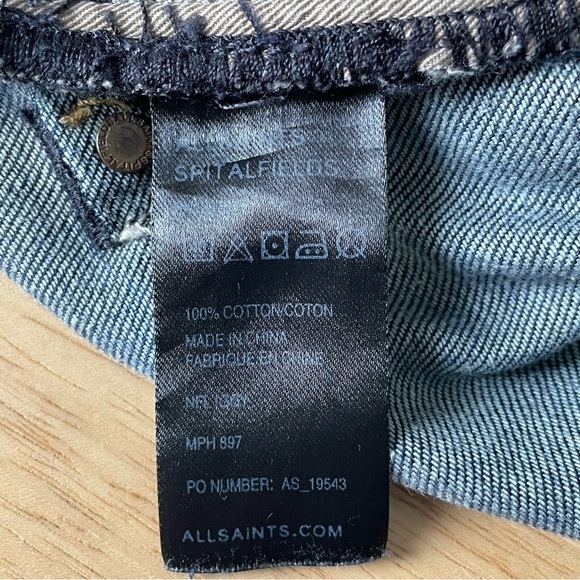 ALLSAINTS
SPITALFIELDS
100% COTTON/COTON
MADE IN CHINA
FABRIQUE EN CHINE
MPH 897
PO NUMBER: AS_19543
ALLSAINTS.COM